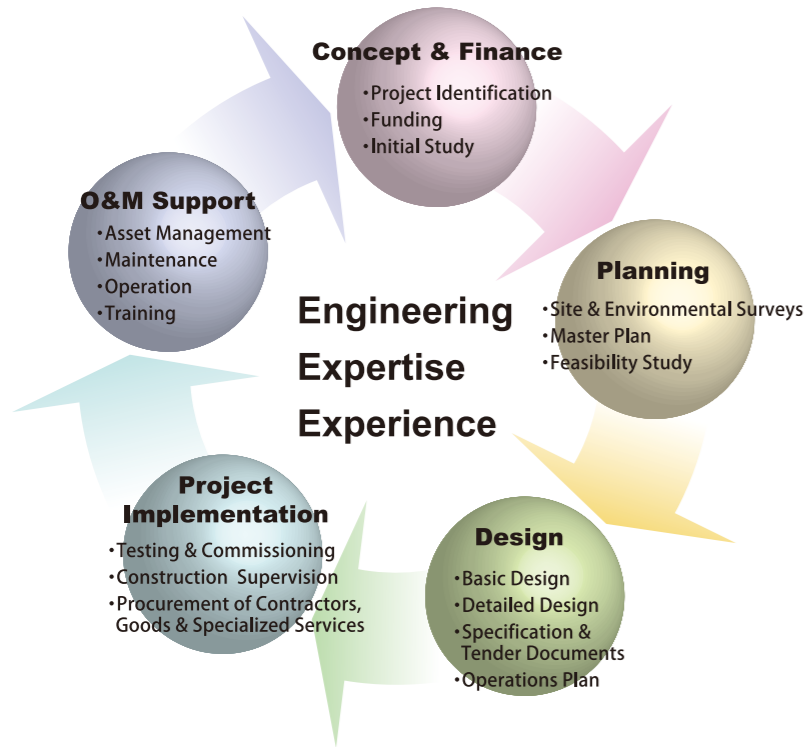 Concept & Finance
・Project Identification
・Funding
・Initial Study
Planning
・Site & Environmental Surveys
・Master Plan
・Feasibility Study
Design
・Basic Design
・Detailed Design
・Specification &
Tender Documents
・Operations Plan
Project
Implementation
・Testing & Commissioning
・Construction Supervision
・Procurement of Contractors,
Goods & Specialized Services
O&M Support
・Asset Management
・Maintenance
・Operation
・Training
Engineering
Expertise
Experience